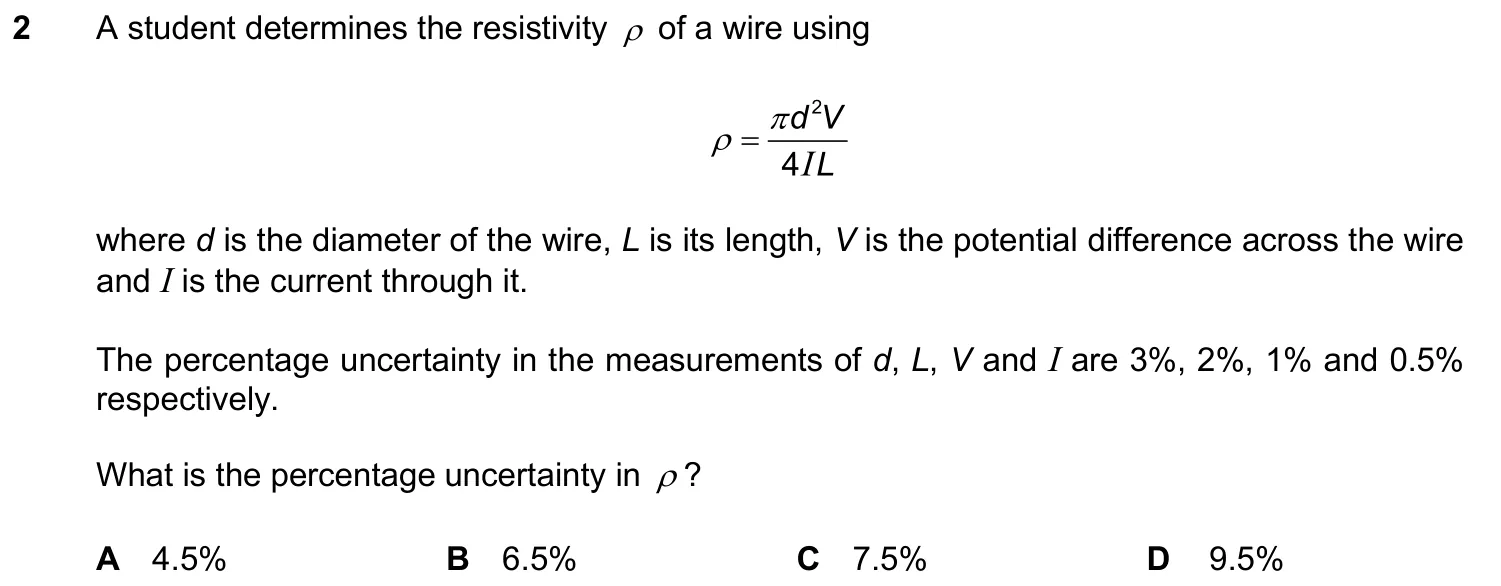 2 A student determines the resistivity ρ of a wire using
ρ = πd²V / 4IL
where d is the diameter of the wire, L is its length, V is the potential difference across the wire
and I is the current through it.
The percentage uncertainty in the measurements of d, L, V and I are 3%, 2%, 1% and 0.5%
respectively.
What is the percentage uncertainty in ρ?
A 4.5% B 6.5% C 7.5% D 9.5%